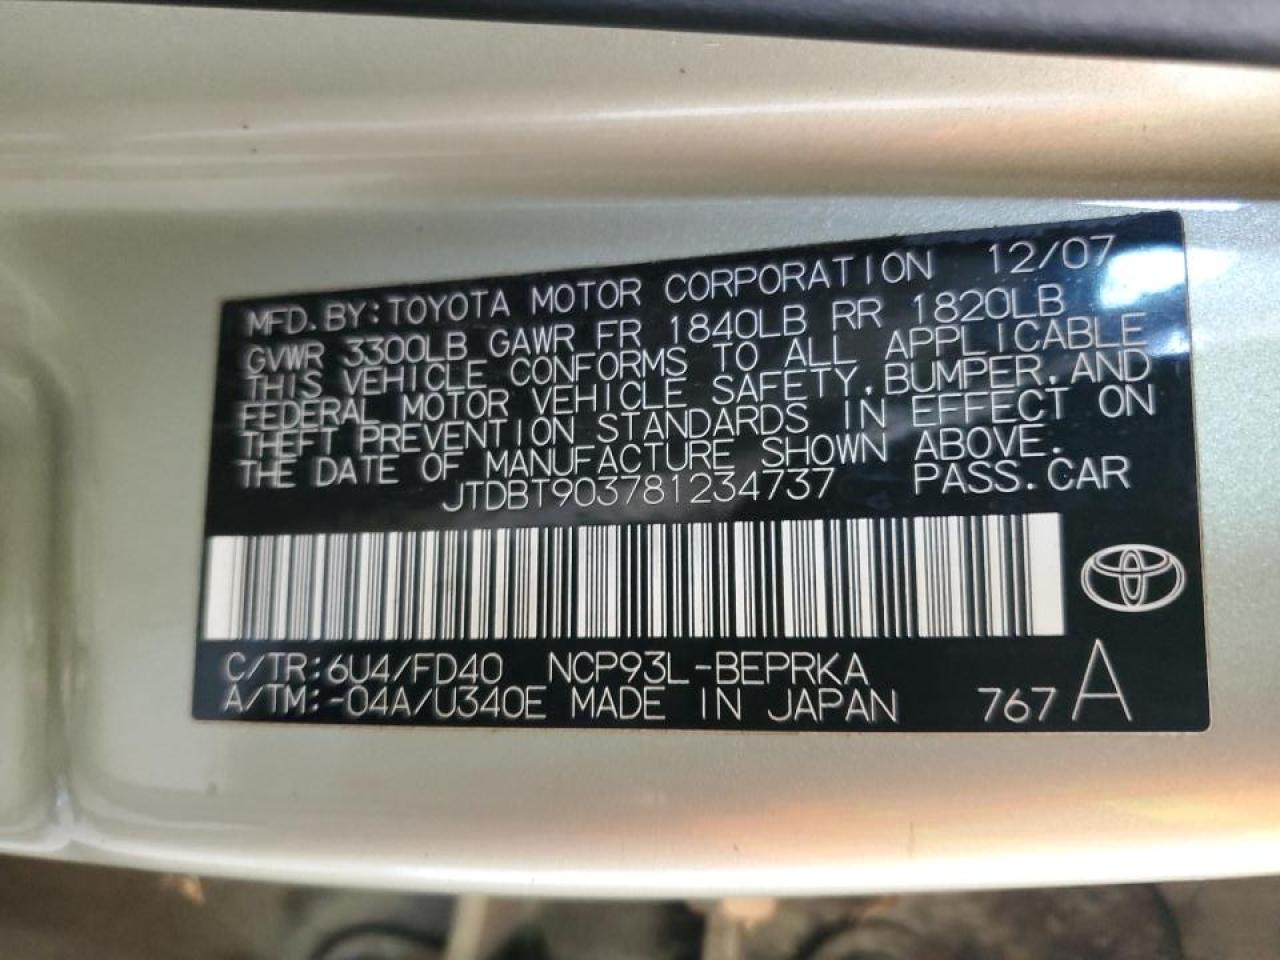 MFD. BY: TOYOTA MOTOR CORPORATION 12/07
GVWR 3300LB GAWR FR 1840LB RR 1820LB
THIS VEHICLE CONFORMS TO ALL APPLICABLE
FEDERAL MOTOR VEHICLE SAFETY, BUMPER, AND
THEFT PREVENTION STANDARDS IN EFFECT ON
THE DATE OF MANUFACTURE SHOWN ABOVE.
JTDBT903781234737 PASS. CAR
C/TR: 6U4/FD40 NCP93L-BEPRKA
A/TM: -04A/U340E MADE IN JAPAN 767 A